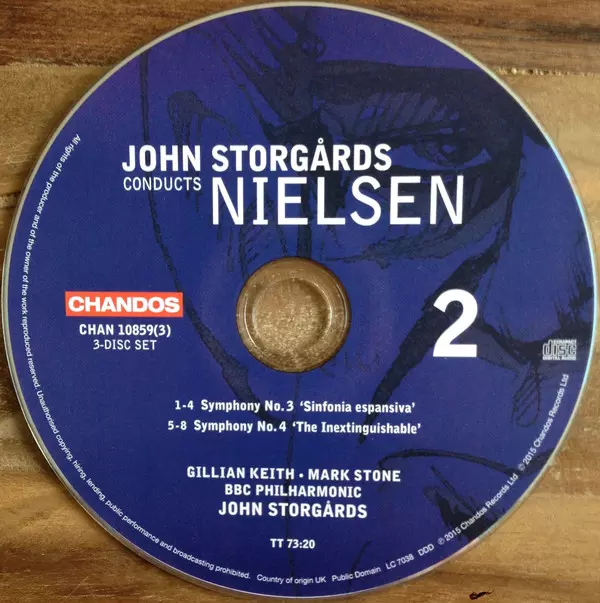 JOHN STORGÅRDS
CONDUCTS NIELSEN
CHANDOS
CHAN 10859(3)
3-DISC SET
2
COMPACT
disc
DIGITAL AUDIO
1-4 Symphony No. 3 ‘Sinfonia espansiva’
5-8 Symphony No. 4 ‘The Inextinguishable’
GILLIAN KEITH • MARK STONE
BBC PHILHARMONIC
JOHN STORGÅRDS
TT 73:20
All rights of the producer and of the owner of the work reproduced reserved. Unauthorised copying, hiring, lending, public performance and broadcasting prohibited. Country of origin UK Public Domain LC 7038 DDD ℗ 2015 Chandos Records Ltd © 2015 Chandos Records Ltd